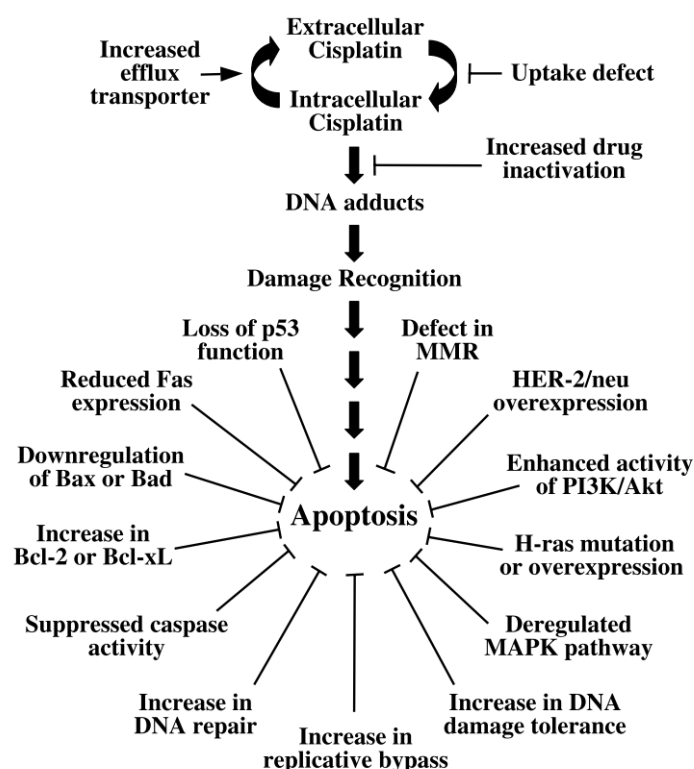 Extracellular
Cisplatin
Increased
efflux
transporter
Uptake defect
Intracellular
Cisplatin
Increased drug
inactivation
DNA adducts
Damage Recognition
Loss of p53
function
Defect in
MMR
Reduced Fas
expression
HER-2/neu
overexpression
Downregulation
of Bax or Bad
Enhanced activity
of PI3K/Akt
Apoptosis
Increase in
Bcl-2 or Bcl-xL
H-ras mutation
or overexpression
Suppressed caspase
activity
Deregulated
MAPK pathway
Increase in
DNA repair
Increase in
replicative bypass
Increase in DNA
damage tolerance